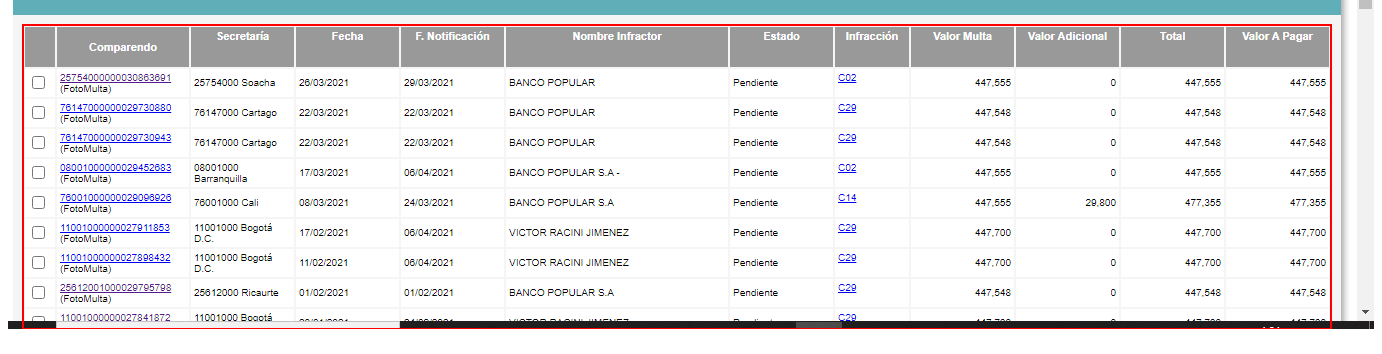 Comparendo Secretaría Fecha F. Notificación Nombre Infractor Estado Infracción Valor Multa Valor Adicional Total Valor A Pagar
25754000000030863691 (FotoMulta) 25754000 Soacha 26/03/2021 29/03/2021 BANCO POPULAR Pendiente C02 447,555 0 447,555 447,555
76147000000029730880 (FotoMulta) 76147000 Cartago 22/03/2021 22/03/2021 BANCO POPULAR Pendiente C29 447,548 0 447,548 447,548
76147000000029730943 (FotoMulta) 76147000 Cartago 22/03/2021 22/03/2021 BANCO POPULAR Pendiente C29 447,548 0 447,548 447,548
08001000000029452683 (FotoMulta) 08001000 Barranquilla 17/03/2021 06/04/2021 BANCO POPULAR S.A - Pendiente C02 447,555 0 447,555 447,555
76001000000029096926 (FotoMulta) 76001000 Cali 08/03/2021 24/03/2021 BANCO POPULAR S.A Pendiente C14 447,555 29,800 477,355 477,355
11001000000027911853 (FotoMulta) 11001000 Bogotá D.C. 17/02/2021 06/04/2021 VICTOR RACINI JIMENEZ Pendiente C29 447,700 0 447,700 447,700
11001000000027898432 (FotoMulta) 11001000 Bogotá D.C. 11/02/2021 06/04/2021 VICTOR RACINI JIMENEZ Pendiente C29 447,700 0 447,700 447,700
25612001000029795798 (FotoMulta) 25612000 Ricaurte 01/02/2021 01/02/2021 BANCO POPULAR S.A Pendiente C29 447,548 0 447,548 447,548
11001000000027841872 11001000 Bogotá C29